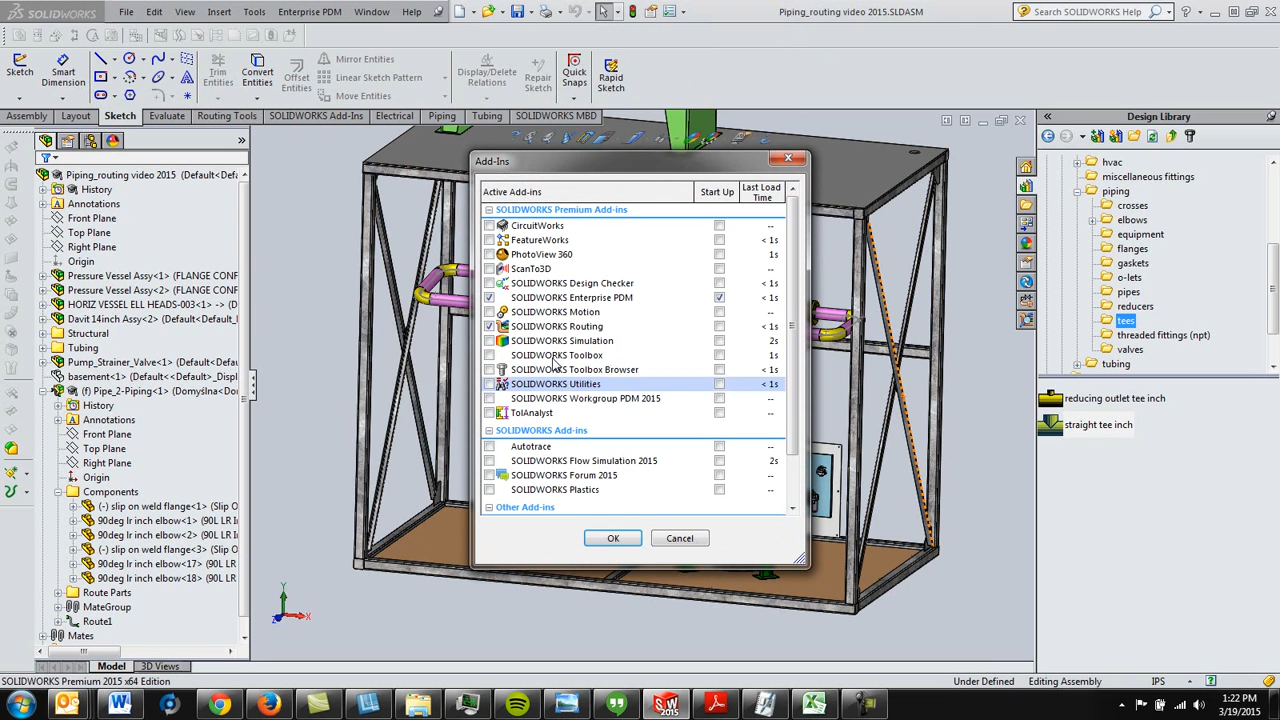 SOLIDWORKS
File Edit View Insert Tools Enterprise PDM Window Help
Piping_routing video 2015.SLDASM
Search SOLIDWORKS Help
Sketch
Smart Dimension
Trim Entities
Convert Entities
Offset Entities
Mirror Entities
Linear Sketch Pattern
Move Entities
Display/Delete Relations
Repair Sketch
Quick Snaps
Rapid Sketch
Assembly Layout Sketch Evaluate Routing Tools SOLIDWORKS Add-Ins Electrical Piping Tubing SOLIDWORKS MBD
Piping_routing video 2015 (Default<De
History
Annotations
Front Plane
Top Plane
Right Plane
Origin
Pressure Vessel Assy<1> (FLANGE CONF
Pressure Vessel Assy<2> (FLANGE CONF
HORIZ VESSEL ELL HEADS<1> (Default
Davit 14inch Assy<1> (Default<Default
Structural
Tubing
Pump_Strainer_Valve<1> (Default<Def
basement<1> (Default<<Default>_Displ
(f) Pipe_2-Piping<1> (Domyślna<Dom
History
Annotations
Front Plane
Top Plane
Right Plane
Origin
Components
(-) slip on weld flange<1> (Slip O
90deg lr inch elbow<1> (90L LR In
90deg lr inch elbow<2> (90L LR I
(-) slip on weld flange<3> (Slip O
90deg lr inch elbow<17> (90L LR
90deg lr inch elbow<18> (90L LR
Route Parts
MateGroup
Route1
Mates
Add-Ins
Active Add-ins Start Up Last Load Time
SOLIDWORKS Premium Add-ins
CircuitWorks --
FeatureWorks < 1s
PhotoView 360 1s
ScanTo3D --
SOLIDWORKS Design Checker < 1s
SOLIDWORKS Enterprise PDM < 1s
SOLIDWORKS Motion --
SOLIDWORKS Routing < 1s
SOLIDWORKS Simulation 2s
SOLIDWORKS Toolbox 1s
SOLIDWORKS Toolbox Browser < 1s
SOLIDWORKS Utilities < 1s
SOLIDWORKS Workgroup PDM 2015 --
TolAnalyst --
SOLIDWORKS Add-ins
Autotrace --
SOLIDWORKS Flow Simulation 2015 2s
SOLIDWORKS Forum 2015 --
SOLIDWORKS Plastics --
Other Add-ins
OK Cancel
Design Library
hvac
miscellaneous fittings
piping
crosses
elbows
equipment
flanges
gaskets
o-lets
pipes
reducers
tees
threaded fittings (npt)
valves
tubing
reducing outlet tee inch
straight tee inch
Y
X
Z
Model 3D Views
SOLIDWORKS Premium 2015 x64 Edition
Under Defined Editing Assembly IPS
1:22 PM
3/19/2015